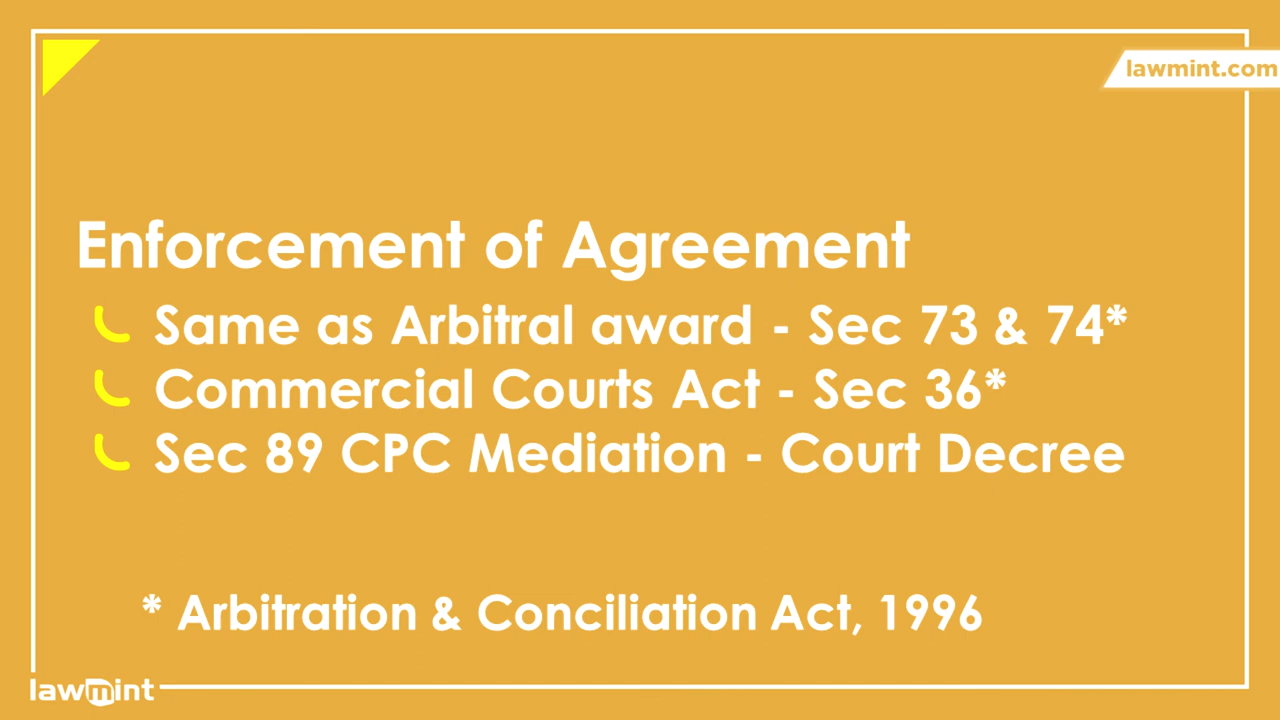 lawmint.com
Enforcement of Agreement
Same as Arbitral award - Sec 73 & 74*
Commercial Courts Act - Sec 36*
Sec 89 CPC Mediation - Court Decree
* Arbitration & Conciliation Act, 1996
lawmint